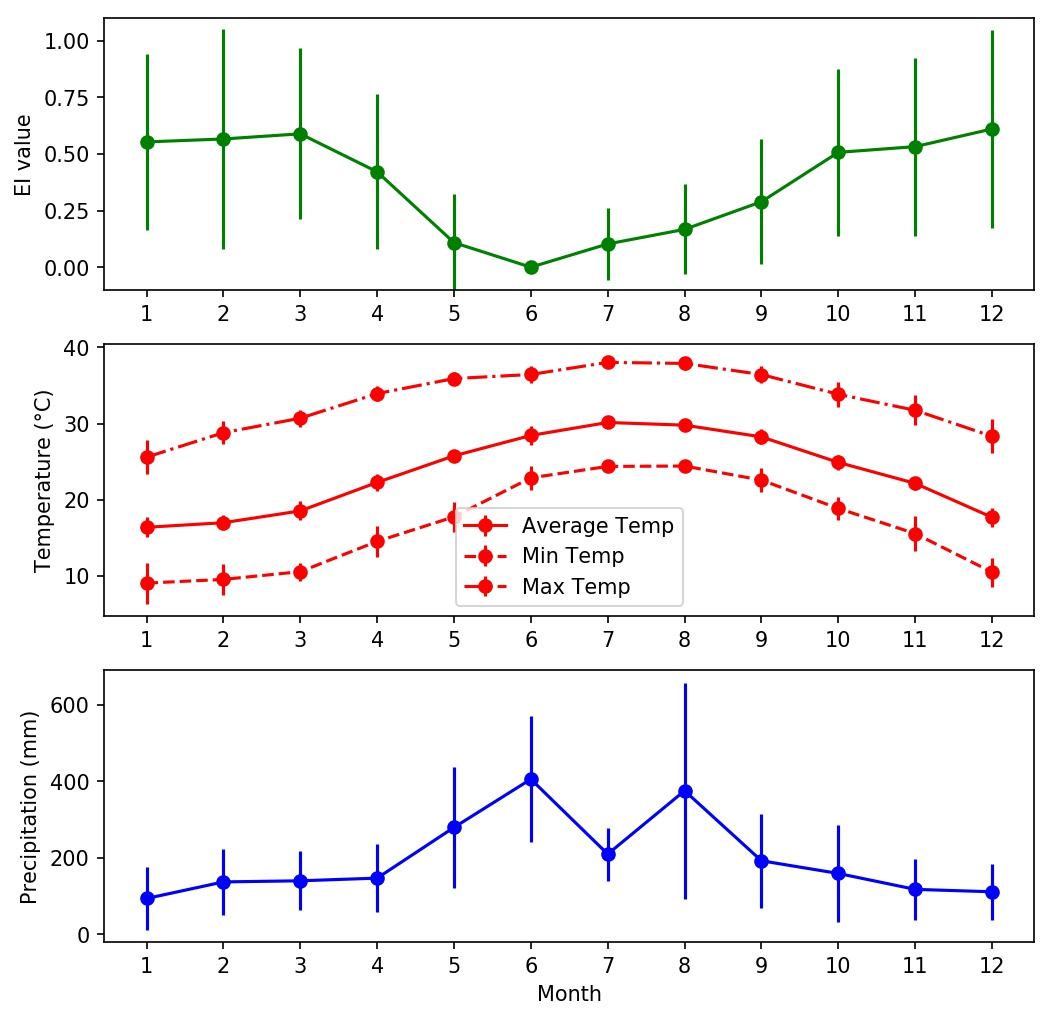 EI value
1.00
0.75
0.50
0.25
0.00
1 2 3 4 5 6 7 8 9 10 11 12
Temperature (°C)
40
30
20
10
Average Temp
Min Temp
Max Temp
1 2 3 4 5 6 7 8 9 10 11 12
Precipitation (mm)
600
400
200
0
1 2 3 4 5 6 7 8 9 10 11 12
Month